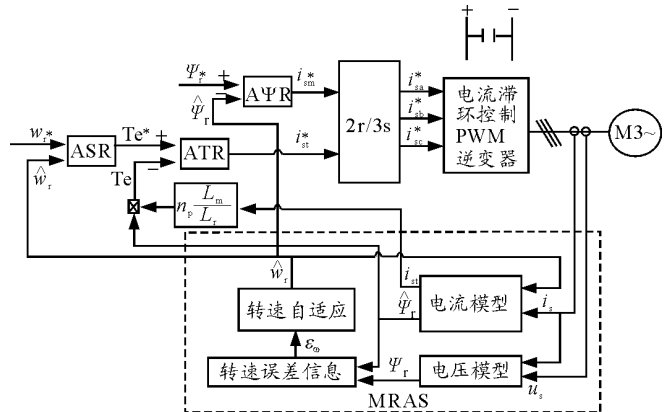 + −
Ψr* + AΨR i*sm
Ψ̂r −
2r/3s
i*sa
i*sb
i*sc
电流滞
环控制
PWM
逆变器
M3~
wr* ASR Te* + ATR i*st
ŵr Te −
np Lm/Lr
ŵr
ist
Ψ̂r
转速自适应
电流模型
is
εω
转速误差信息
Ψr
电压模型
us
MRAS